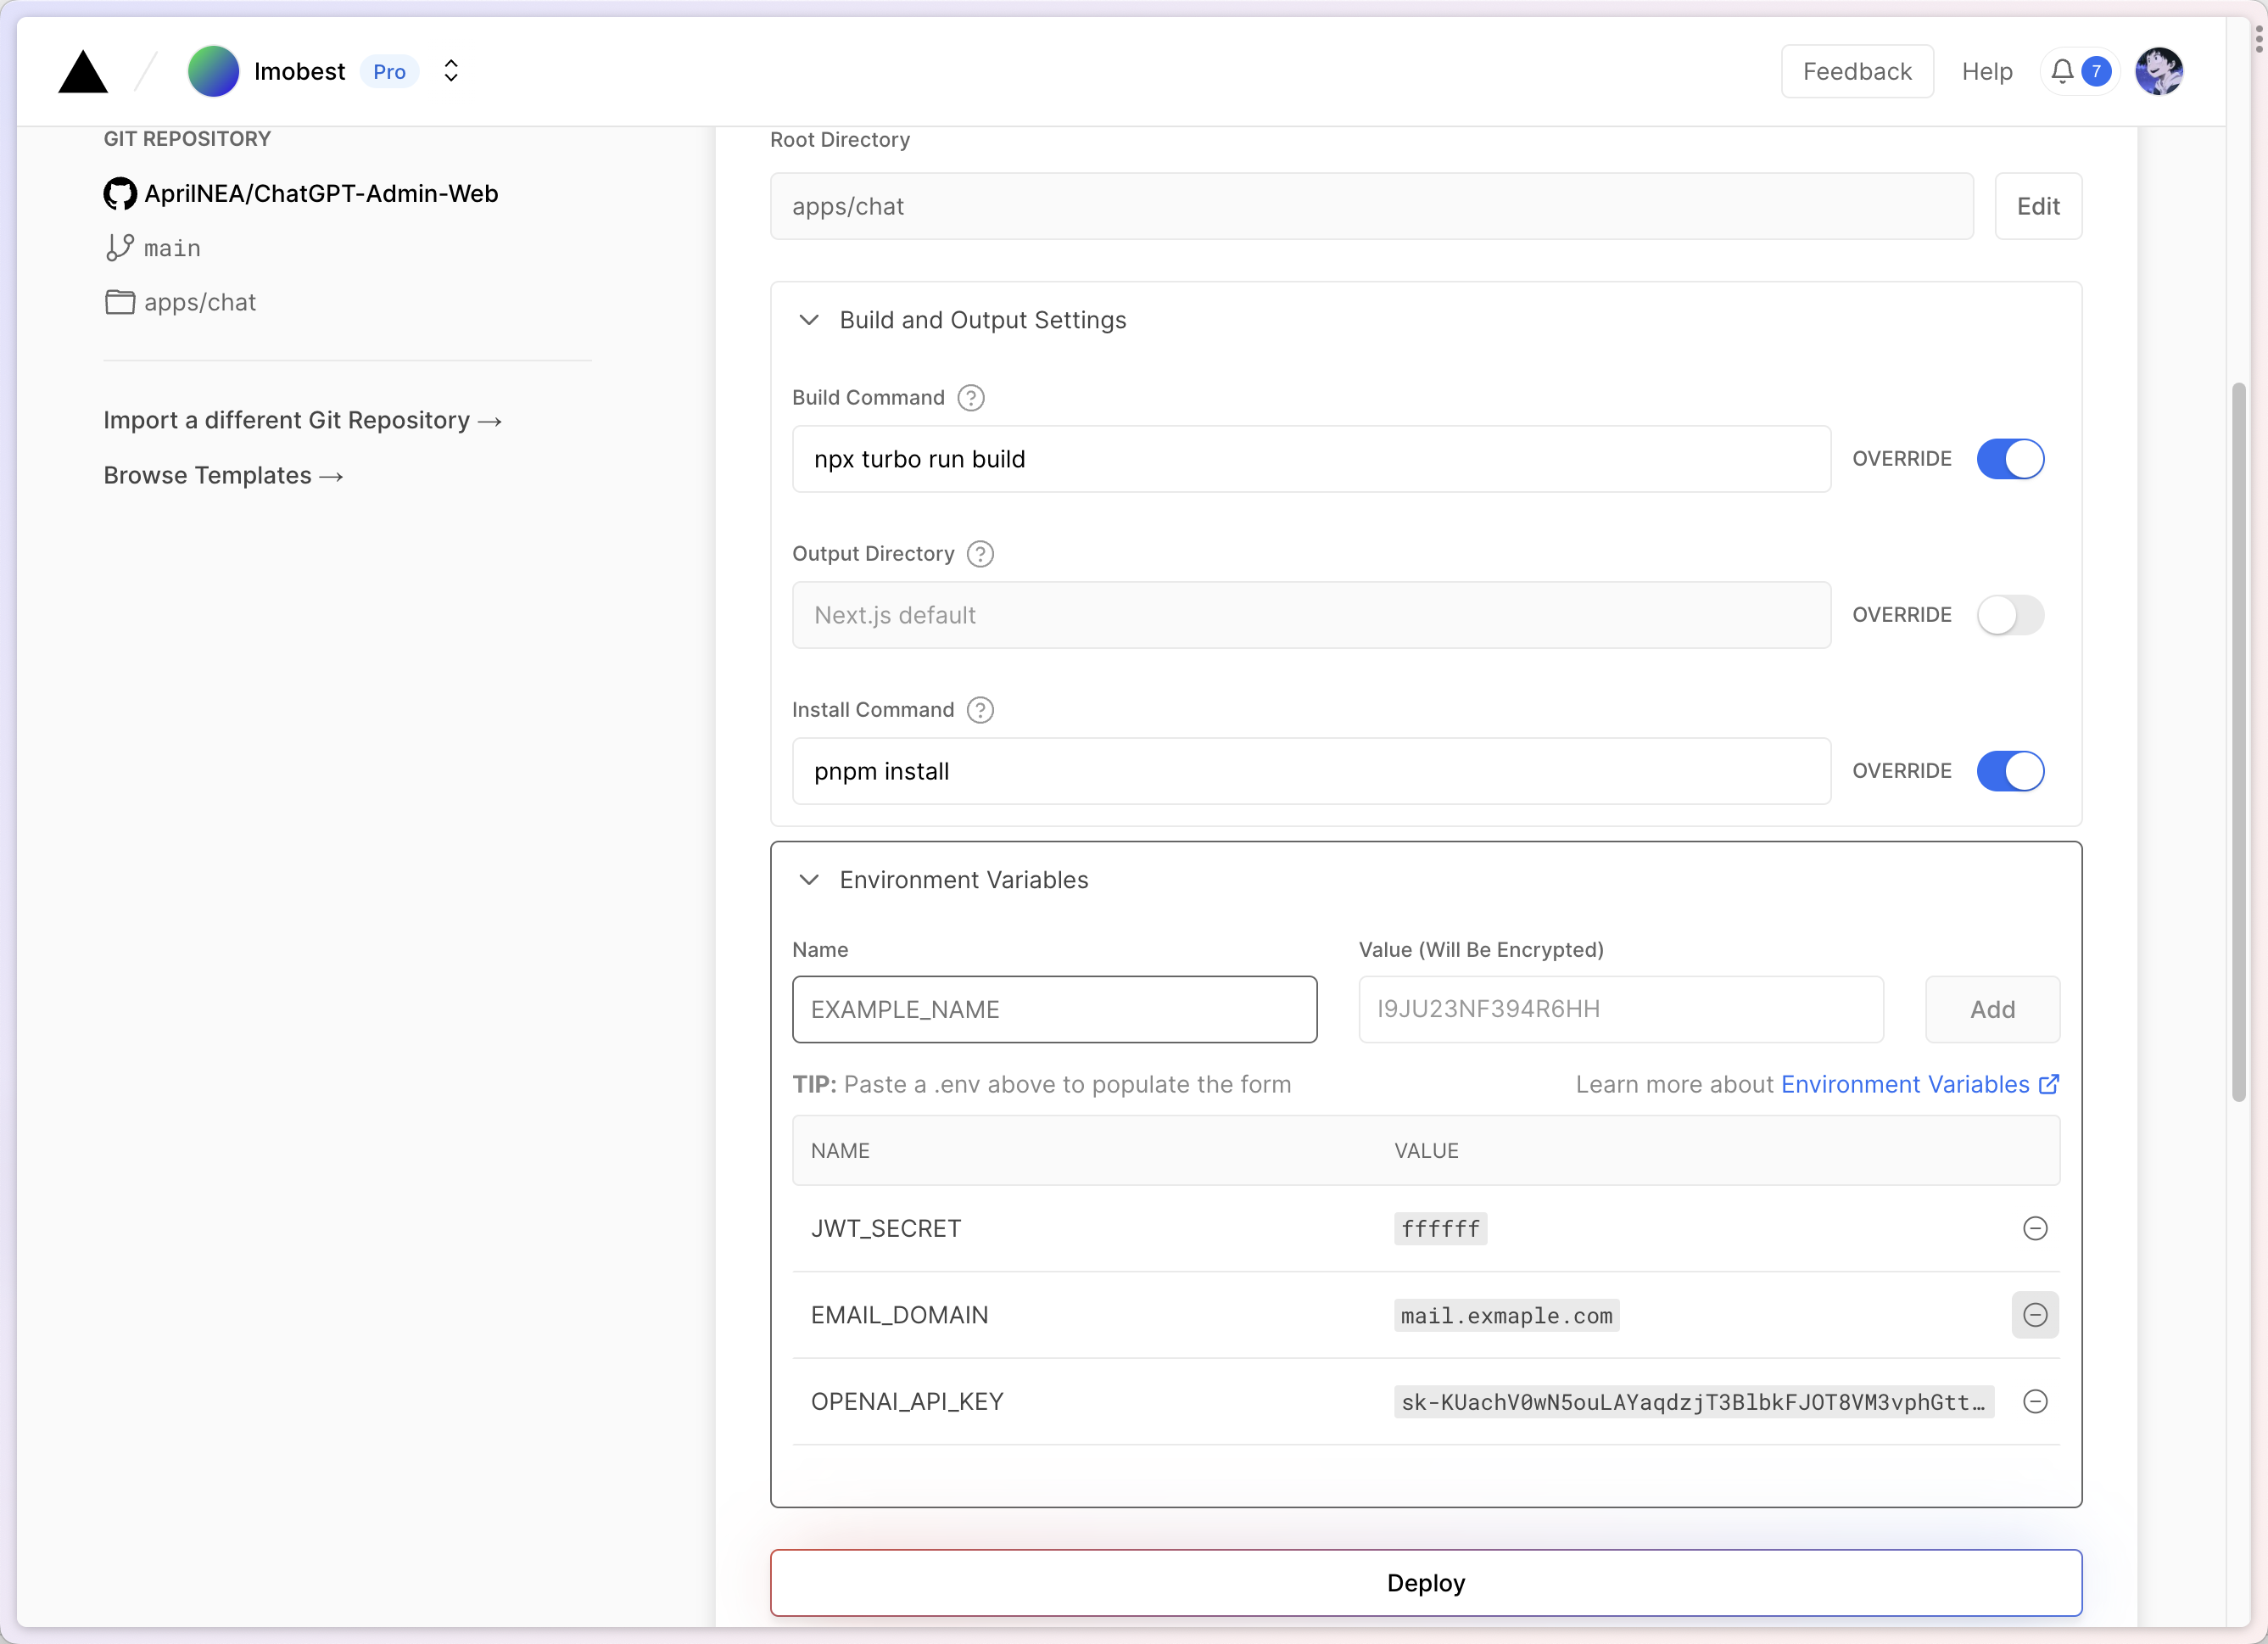 Imobest Pro
Feedback Help 7
GIT REPOSITORY
AprilNEA/ChatGPT-Admin-Web
main
apps/chat
Import a different Git Repository →
Browse Templates →
Root Directory
apps/chat Edit
Build and Output Settings
Build Command ?
npx turbo run build OVERRIDE
Output Directory ?
Next.js default OVERRIDE
Install Command ?
pnpm install OVERRIDE
Environment Variables
Name Value (Will Be Encrypted)
EXAMPLE_NAME I9JU23NF394R6HH Add
TIP: Paste a .env above to populate the form Learn more about Environment Variables
NAME VALUE
JWT_SECRET ffffff
EMAIL_DOMAIN mail.exmaple.com
OPENAI_API_KEY sk-KUachV0wN5ouLAYaqdzjT3BlbkFJOT8VM3vphGtt…
Deploy